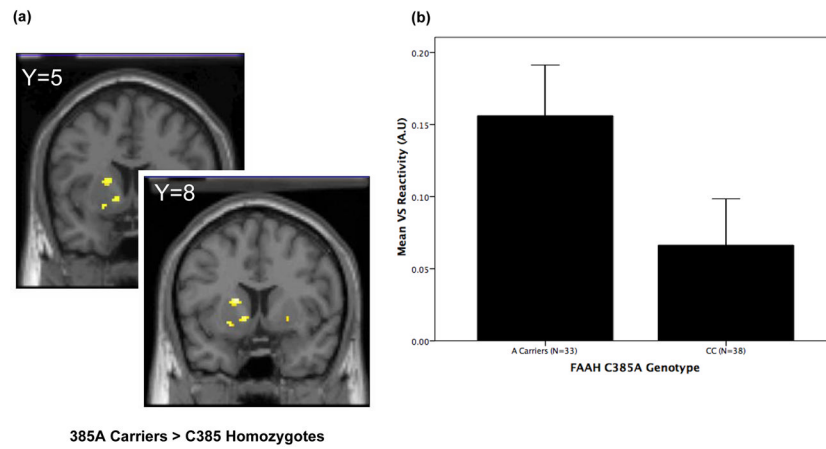 (a)
Y=5
Y=8
385A Carriers > C385 Homozygotes
(b)
Mean VS Reactivity (A.U)
0.20
0.15
0.10
0.05
0.00
A Carriers (N=33)
CC (N=38)
FAAH C385A Genotype